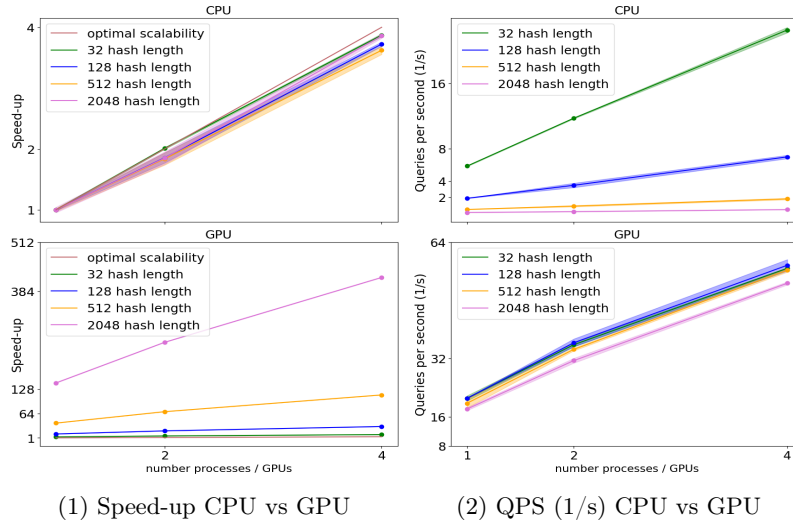 CPU
4
2
1
Speed-up
optimal scalability
32 hash length
128 hash length
512 hash length
2048 hash length
2
4
GPU
512
384
128
64
1
Speed-up
optimal scalability
32 hash length
128 hash length
512 hash length
2048 hash length
2
4
number processes / GPUs
(1) Speed-up CPU vs GPU
CPU
16
8
4
2
Queries per second (1/s)
32 hash length
128 hash length
512 hash length
2048 hash length
GPU
64
32
16
8
Queries per second (1/s)
32 hash length
128 hash length
512 hash length
2048 hash length
1
2
4
number processes / GPUs
(2) QPS (1/s) CPU vs GPU